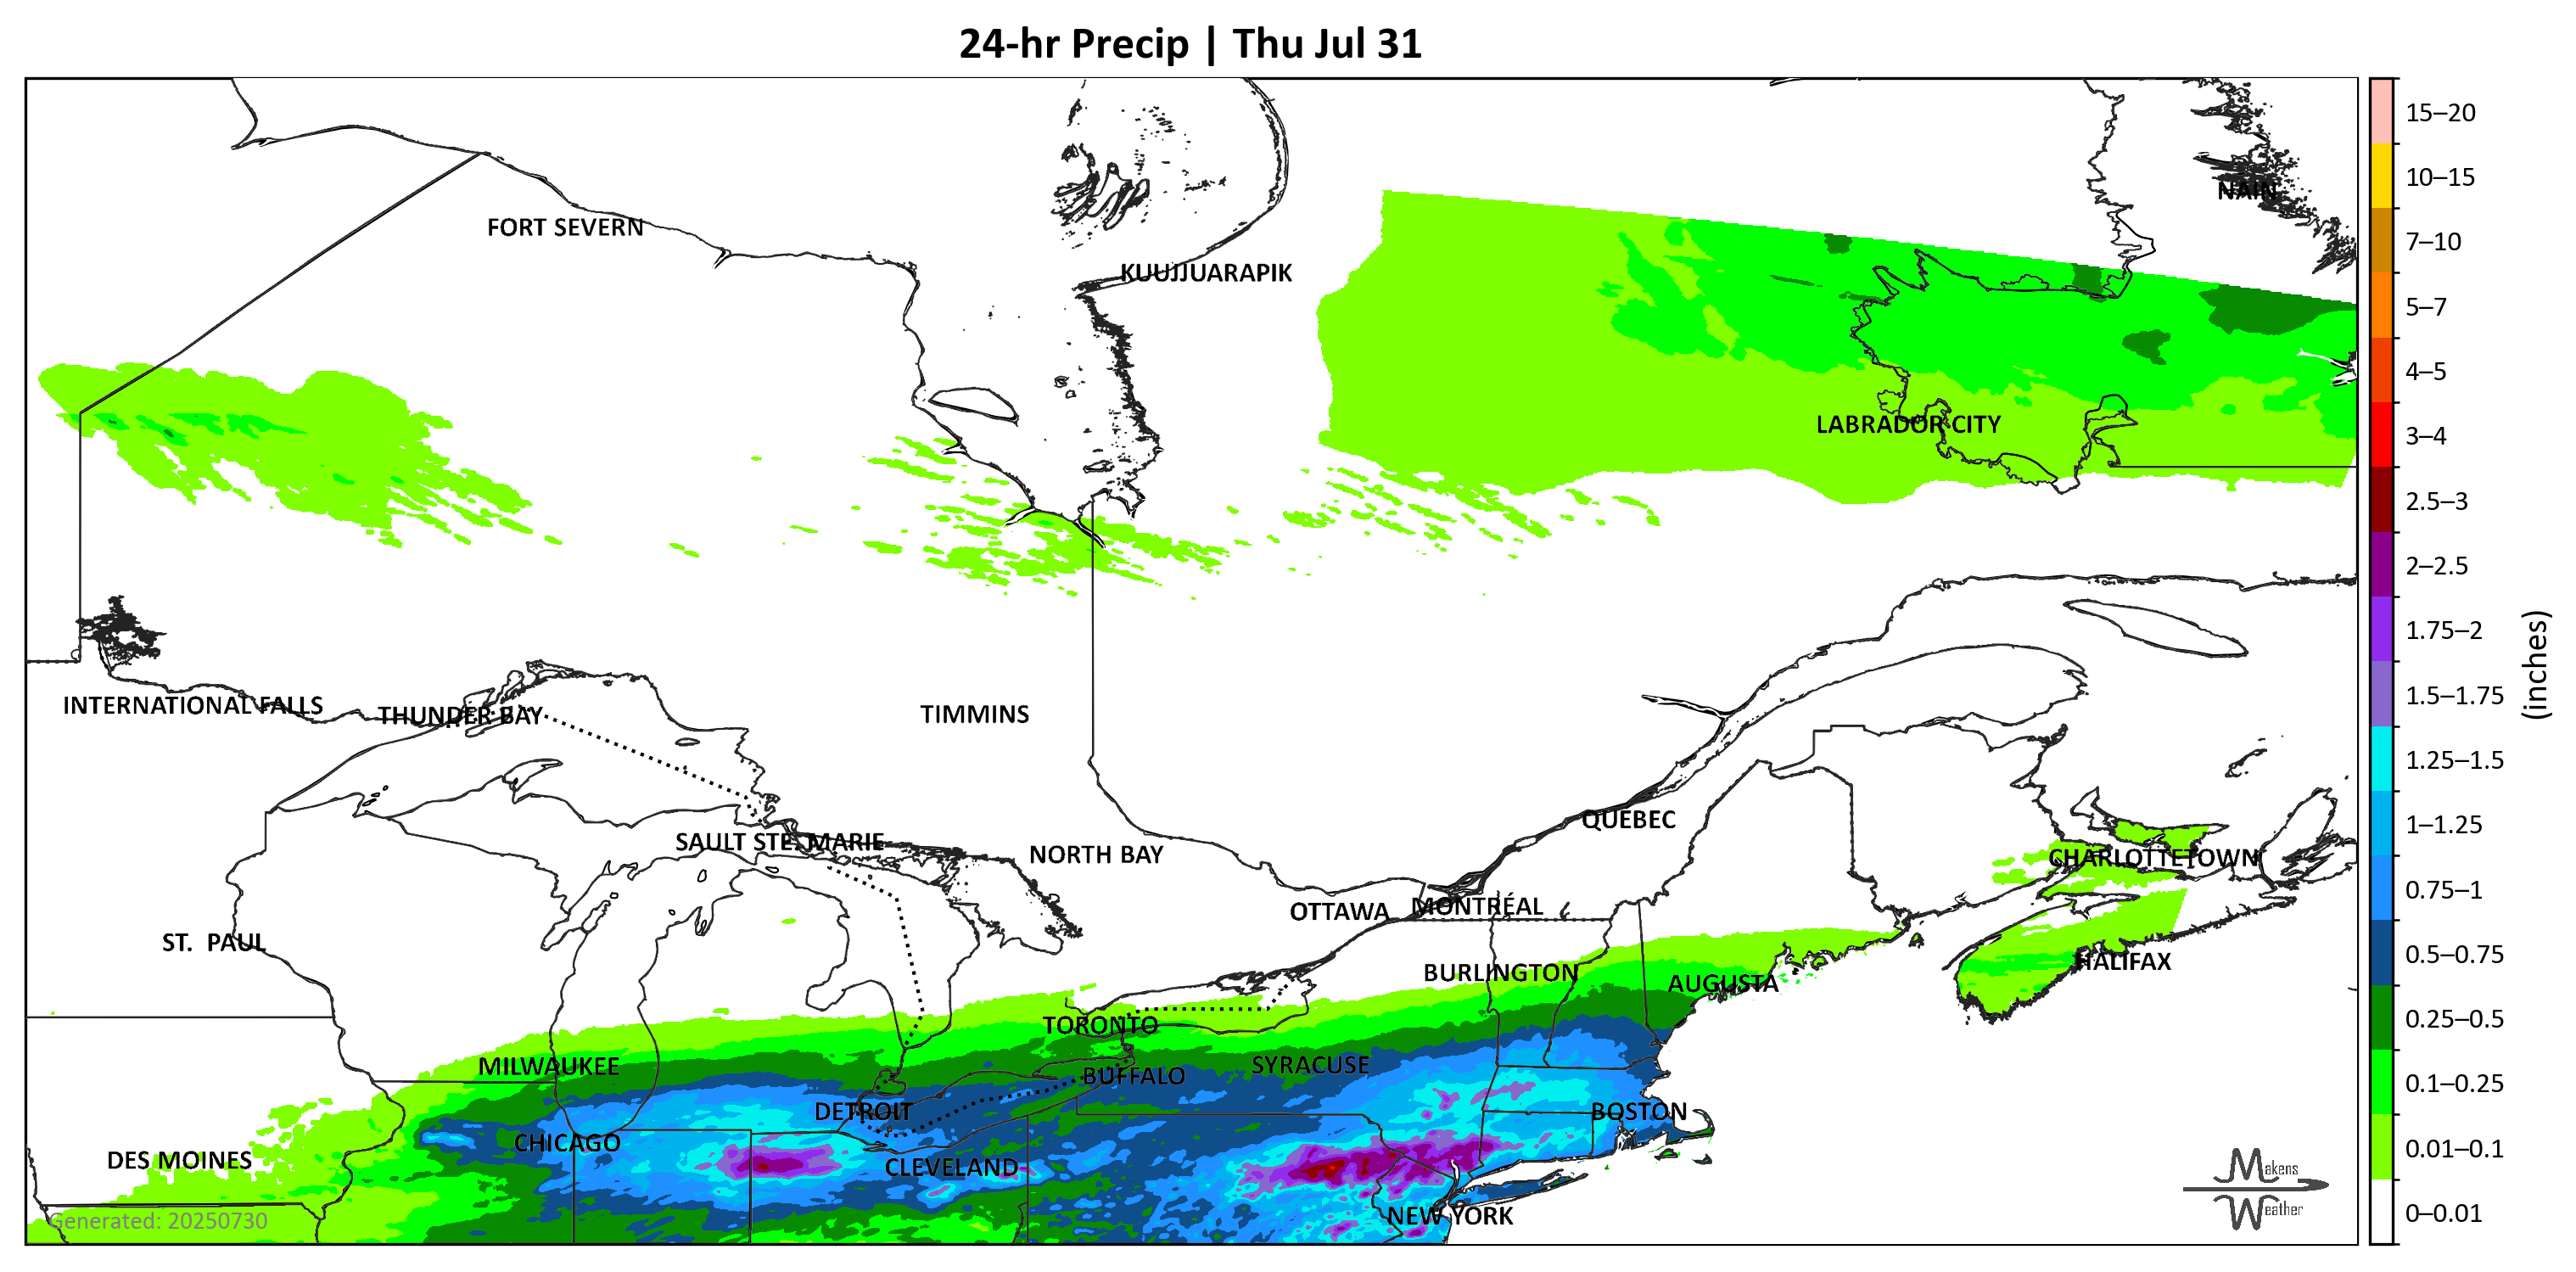 24-hr Precip | Thu Jul 31
NAIN
FORT SEVERN
KUUJJUARAPIK
LABRADOR CITY
INTERNATIONAL FALLS
THUNDER BAY
TIMMINS
QUEBEC
SAULT STE. MARIE
NORTH BAY
CHARLOTTETOWN
OTTAWA
MONTRÉAL
ST. PAUL
HALIFAX
BURLINGTON
AUGUSTA
TORONTO
MILWAUKEE
SYRACUSE
BUFFALO
DETROIT
BOSTON
CHICAGO
DES MOINES
CLEVELAND
NEW YORK
Generated: 20250730
Makens
Weather
15–20
10–15
7–10
5–7
4–5
3–4
2.5–3
2–2.5
1.75–2
1.5–1.75
1.25–1.5
1–1.25
0.75–1
0.5–0.75
0.25–0.5
0.1–0.25
0.01–0.1
0–0.01
(inches)